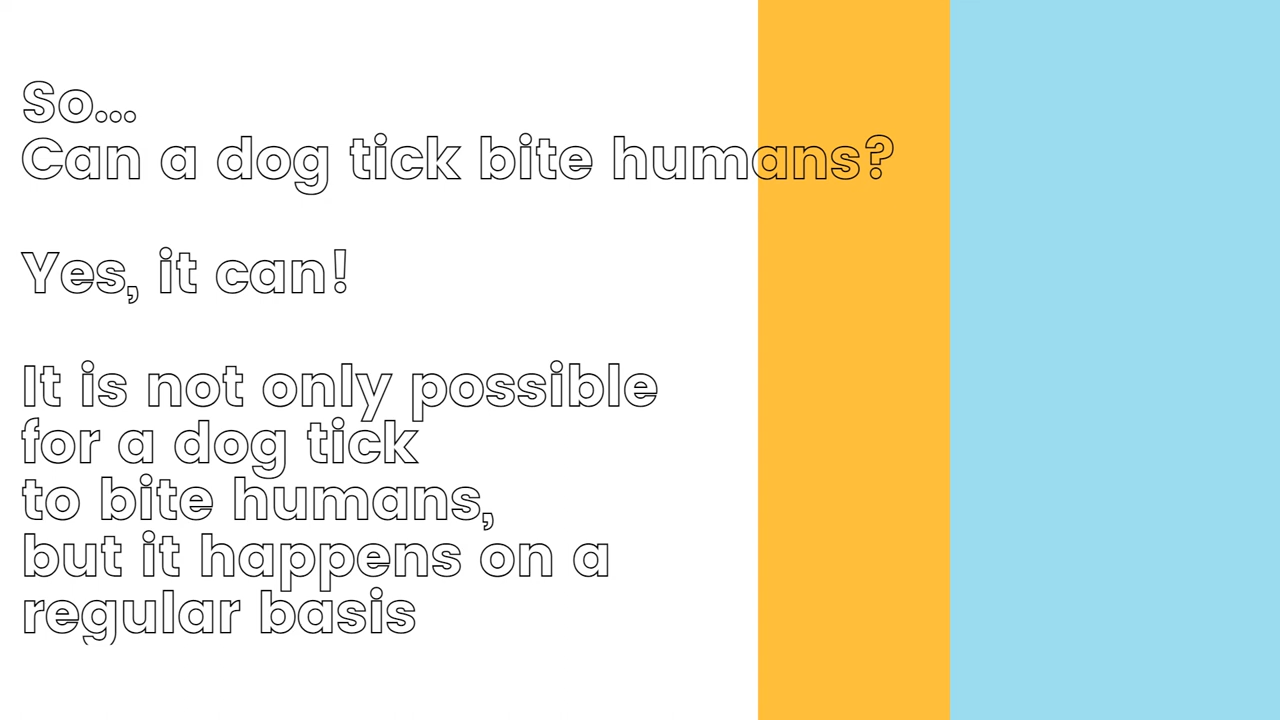 So...
Can a dog tick bite humans?
Yes, it can!
It is not only possible
for a dog tick
to bite humans,
but it happens on a
regular basis